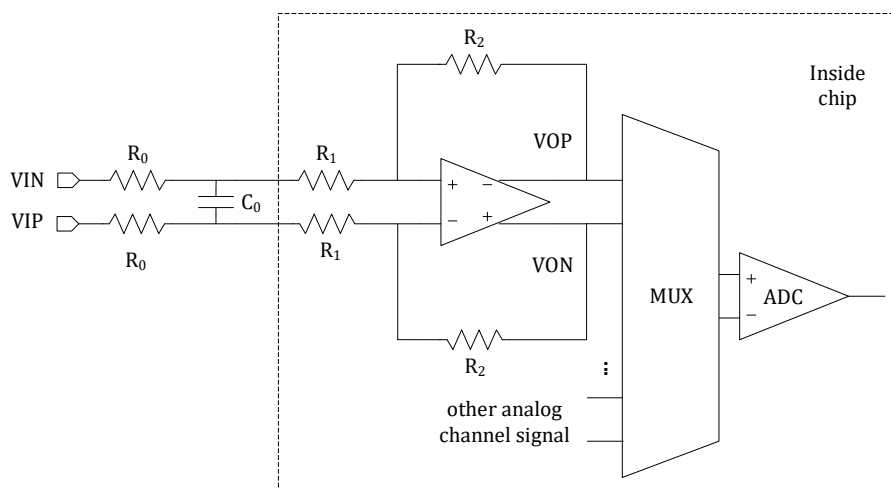 R₂
Inside
chip
VOP
R₀
R₁
VIN
+
−
C₀
VIP
−
+
R₀
R₁
VON
MUX
+
ADC
−
R₂
⋮
other analog
channel signal